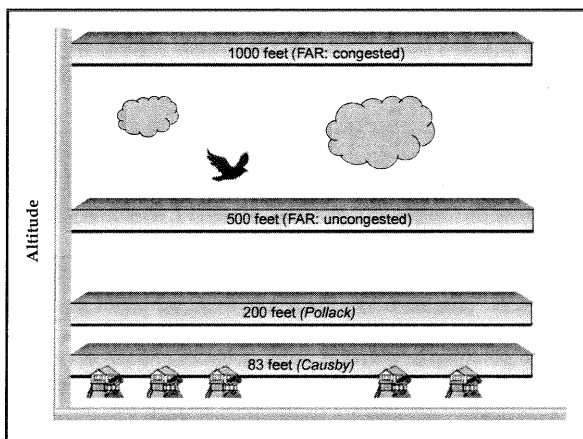 1000 feet (FAR: congested)
500 feet (FAR: uncongested)
200 feet (Pollack)
83 feet (Causby)
Altitude